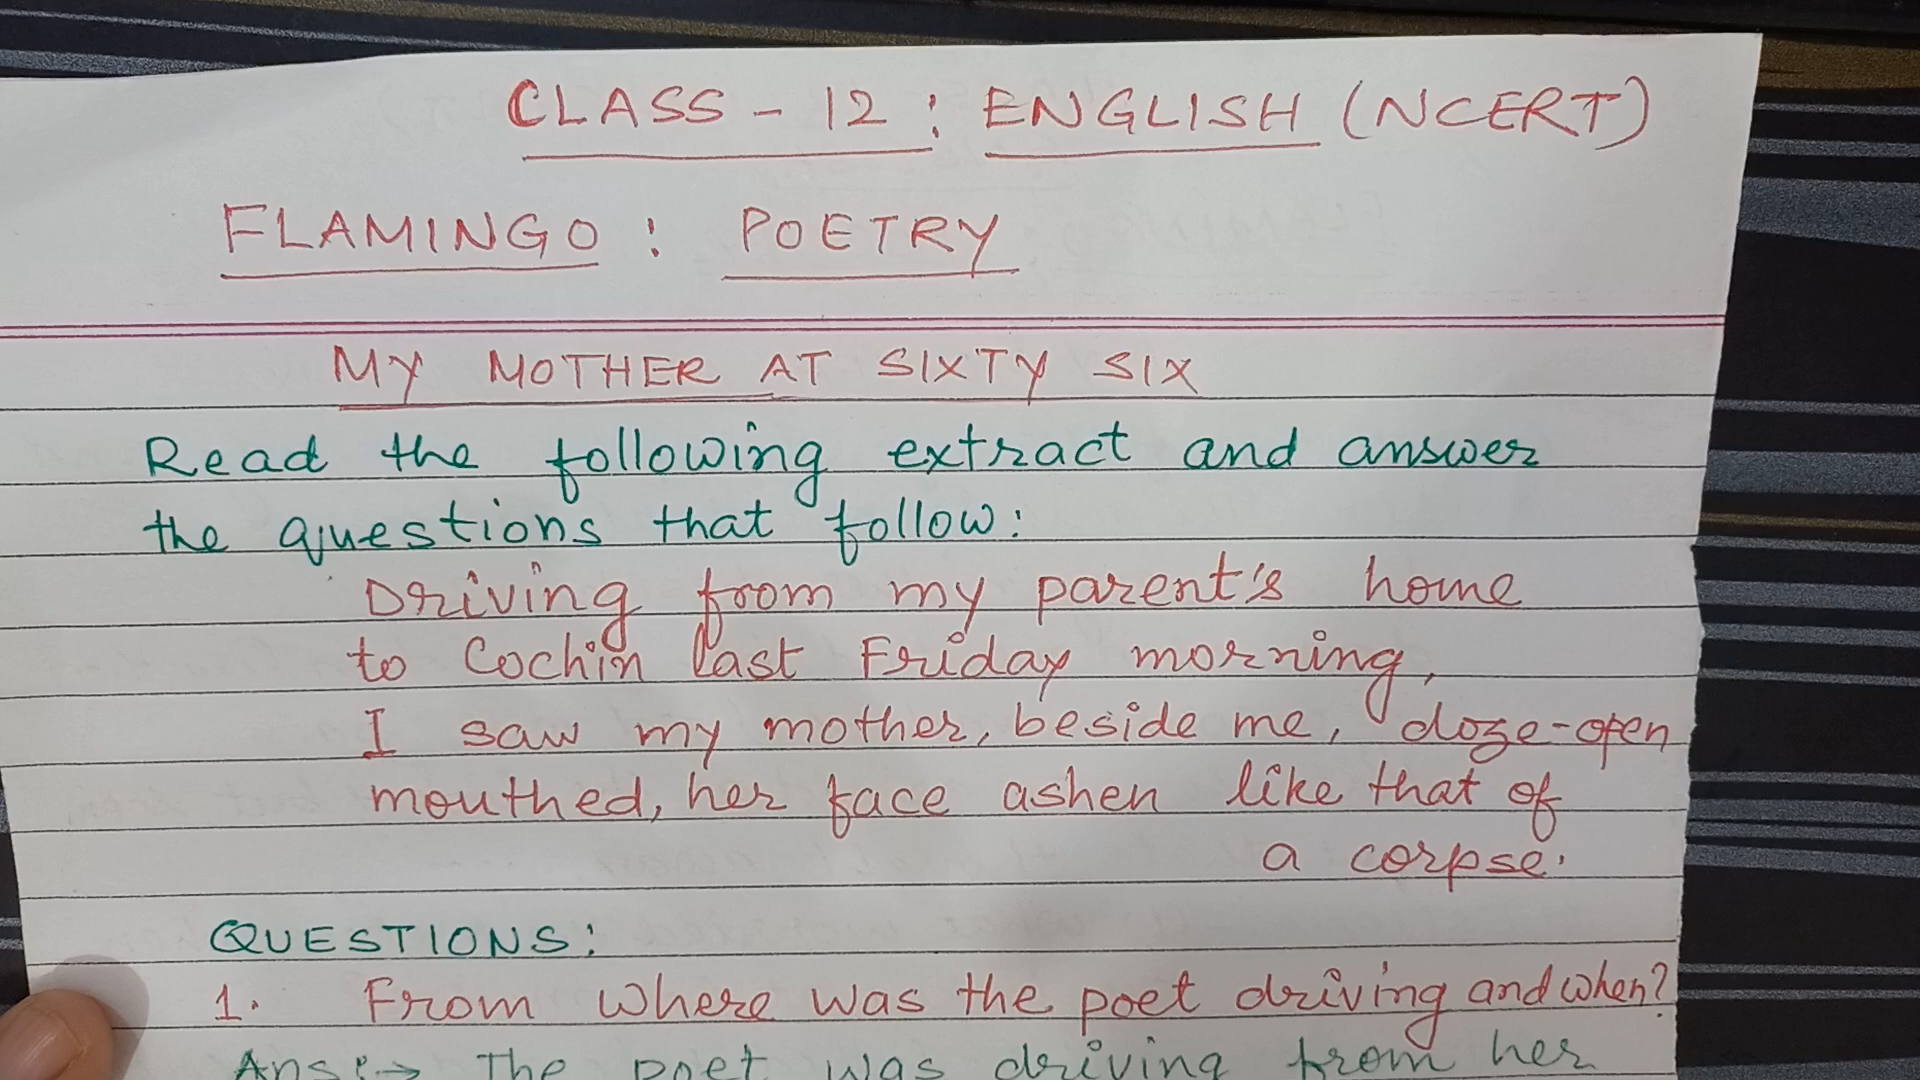 CLASS - 12 : ENGLISH (NCERT)
FLAMINGO : POETRY
MY MOTHER AT SIXTY SIX
Read the following extract and answer
the questions that follow:
Driving from my parent's home
to Cochin last Friday morning,
I saw my mother, beside me, doze-open
mouthed, her face ashen like that of
a corpse.
QUESTIONS:
1. From where was the poet driving and when?
Ans:→ The poet was driving from her